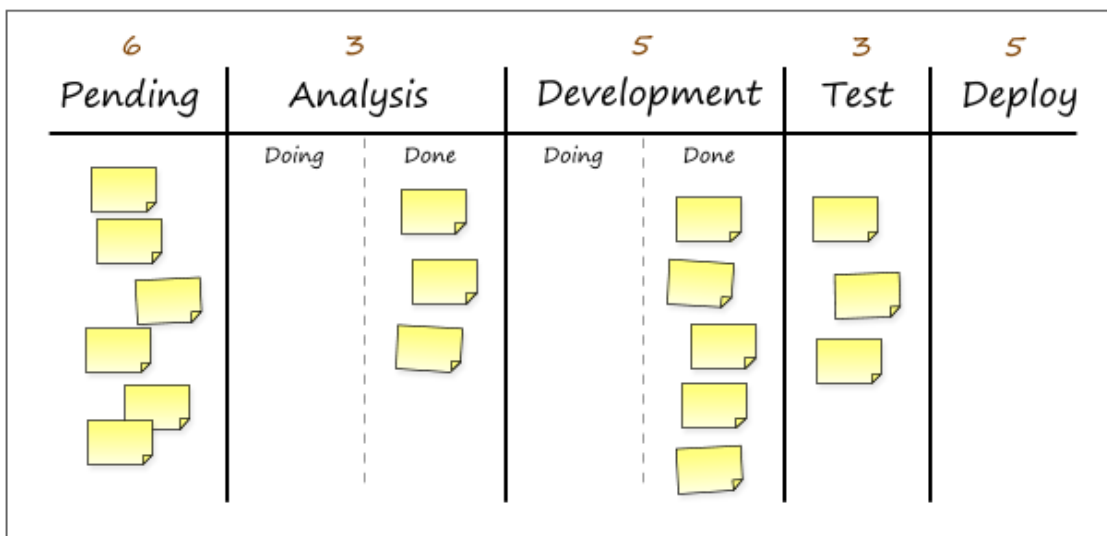 6 3 5 3 5
Pending Analysis Development Test Deploy
Doing Done Doing Done